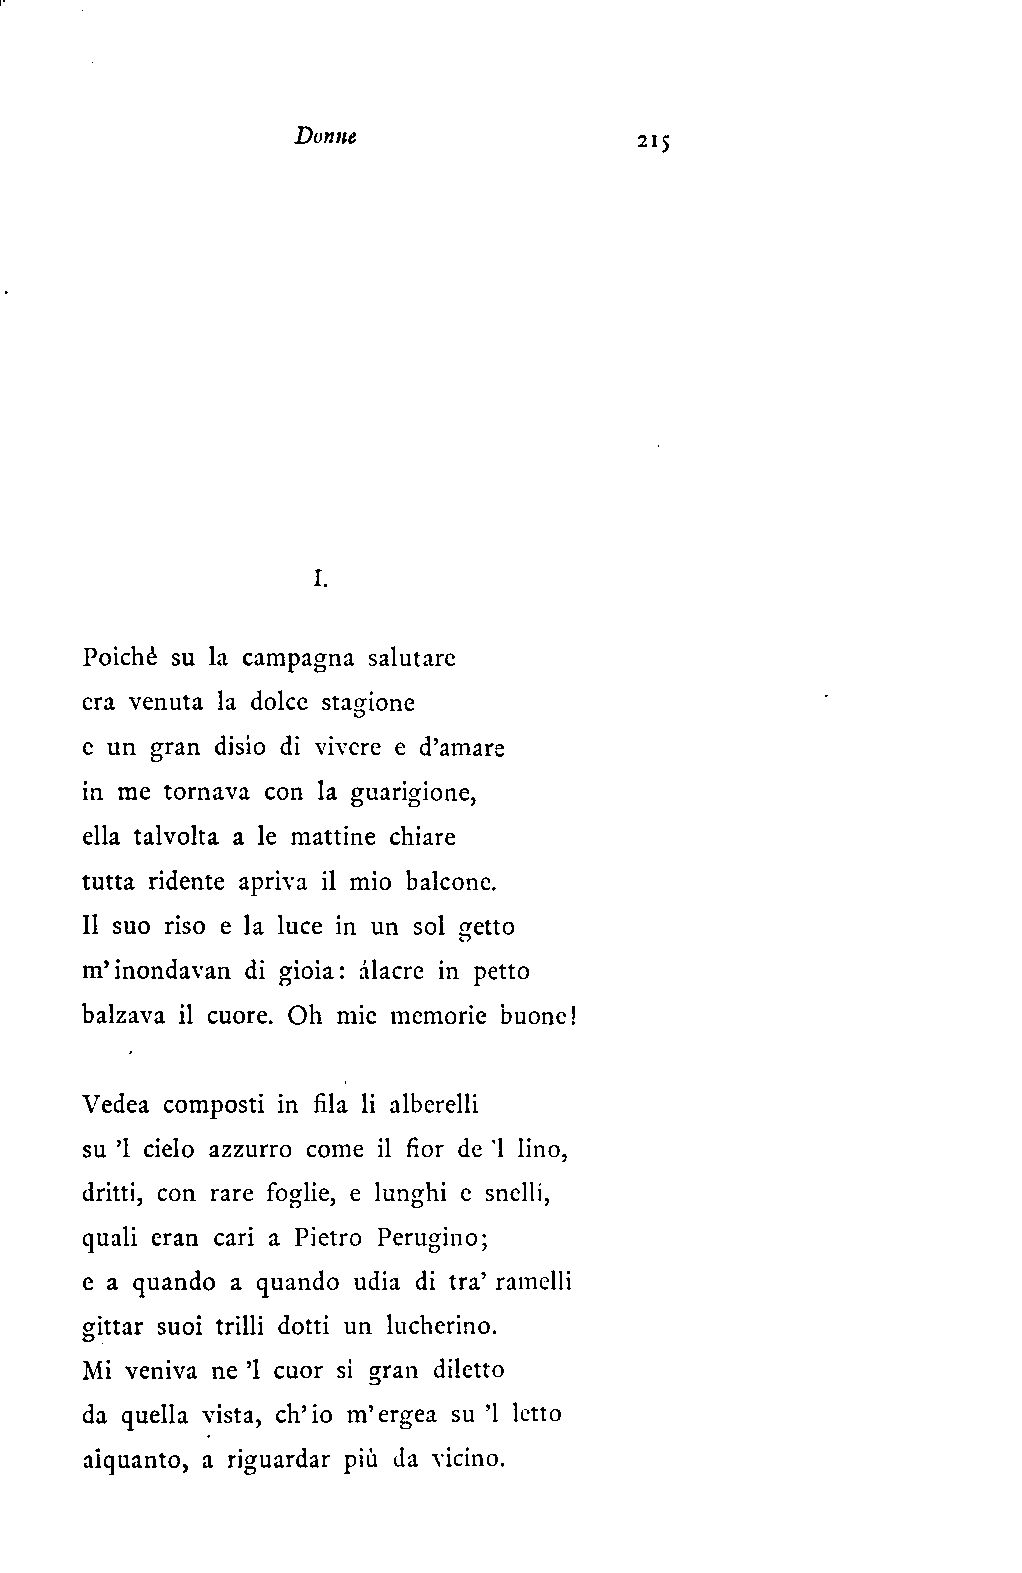 Donne 215
I.
Poichè su la campagna salutare
era venuta la dolce stagione
e un gran disio di vivere e d'amare
in me tornava con la guarigione,
ella talvolta a le mattine chiare
tutta ridente apriva il mio balcone.
Il suo riso e la luce in un sol getto
m'inondavan di gioia: álacre in petto
balzava il cuore. Oh mie memorie buone!
Vedea composti in fila li alberelli
su 'l cielo azzurro come il fior de 'l lino,
dritti, con rare foglie, e lunghi e snelli,
quali eran cari a Pietro Perugino;
e a quando a quando udia di tra' ramelli
gittar suoi trilli dotti un lucherino.
Mi veniva ne 'l cuor si gran diletto
da quella vista, ch'io m'ergea su 'l letto
alquanto, a riguardar più da vicino.